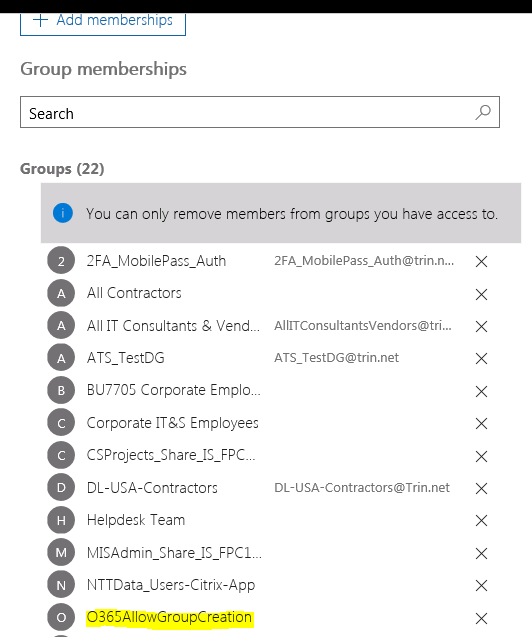 + Add memberships
Group memberships
Search
Groups (22)
i You can only remove members from groups you have access to.
2 2FA_MobilePass_Auth 2FA_MobilePass_Auth@trin.n...
A All Contractors
A All IT Consultants & Vend... AllITConsultantsVendors@tri...
A ATS_TestDG ATS_TestDG@trin.net
B BU7705 Corporate Emplo...
C Corporate IT&S Employees
C CSProjects_Share_IS_FPC...
D DL-USA-Contractors DL-USA-Contractors@Trin.net
H Helpdesk Team
M MISAdmin_Share_IS_FPC1...
N NTTData_Users-Citrix-App
O O365AllowGroupCreation